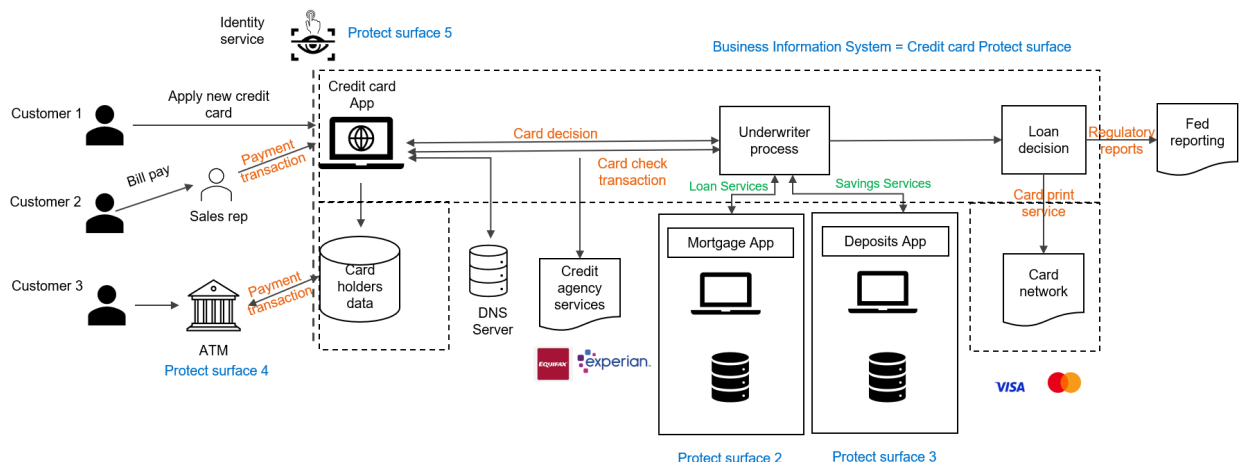 Identity
service
Protect surface 5
Business Information System = Credit card Protect surface
Credit card
App
Customer 1
Apply new credit
card
Card decision
Card check
transaction
Underwriter
process
Loan
decision
Regulatory
reports
Fed
reporting
Payment
transaction
Bill pay
Customer 2
Sales rep
Loan Services
Savings Services
Card print
service
Mortgage App
Deposits App
Customer 3
Payment
transaction
Card
holders
data
DNS
Server
Credit
agency
services
Card
network
ATM
Protect surface 4
EQUIFAX
experian.
VISA
Protect surface 2
Protect surface 3